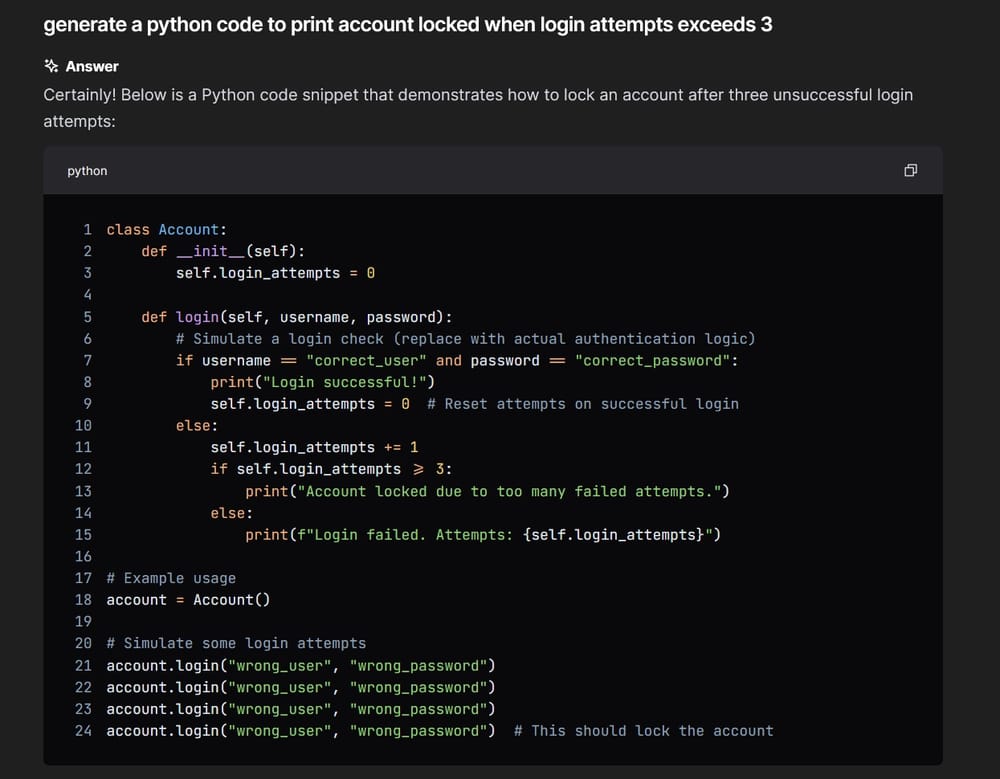 generate a python code to print account locked when login attempts exceeds 3
Answer
Certainly! Below is a Python code snippet that demonstrates how to lock an account after three unsuccessful login
attempts:
python
1 class Account:
2     def __init__(self):
3         self.login_attempts = 0
4
5     def login(self, username, password):
6         # Simulate a login check (replace with actual authentication logic)
7         if username == "correct_user" and password == "correct_password":
8             print("Login successful!")
9             self.login_attempts = 0  # Reset attempts on successful login
10         else:
11             self.login_attempts += 1
12             if self.login_attempts >= 3:
13                 print("Account locked due to too many failed attempts.")
14             else:
15                 print(f"Login failed. Attempts: {self.login_attempts}")
16
17 # Example usage
18 account = Account()
19
20 # Simulate some login attempts
21 account.login("wrong_user", "wrong_password")
22 account.login("wrong_user", "wrong_password")
23 account.login("wrong_user", "wrong_password")
24 account.login("wrong_user", "wrong_password")  # This should lock the account